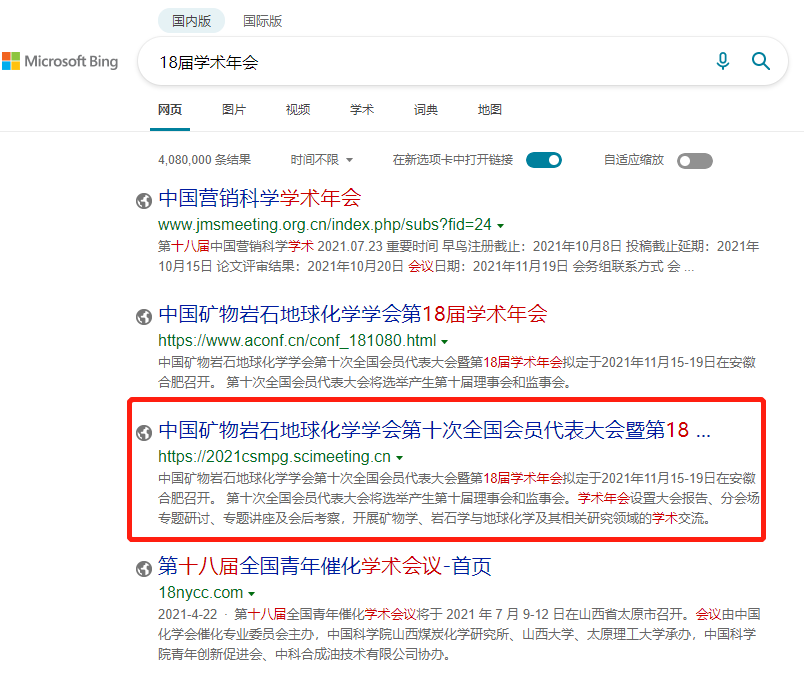 国内版 国际版
Microsoft Bing
18届学术年会
网页 图片 视频 学术 词典 地图
4,080,000 条结果 时间不限 在新选项卡中打开链接 自适应缩放
中国营销科学学术年会
www.jmsmeeting.org.cn/index.php/subs?fid=24
第十八届中国营销科学学术 2021.07.23 重要时间 早鸟注册截止：2021年10月8日 投稿截止延期：2021年
10月15日 论文评审结果：2021年10月20日 会议日期：2021年11月19日 会务组联系方式 会 ...
中国矿物岩石地球化学学会第18届学术年会
https://www.aconf.cn/conf_181080.html
中国矿物岩石地球化学学会第十次全国会员代表大会暨第18届学术年会拟定于2021年11月15-19日在安徽
合肥召开。 第十次全国会员代表大会将选举产生第十届理事会和监事会。
中国矿物岩石地球化学学会第十次全国会员代表大会暨第18 ...
https://2021csmpg.scimeeting.cn
中国矿物岩石地球化学学会第十次全国会员代表大会暨第18届学术年会拟定于2021年11月15-19日在安徽
合肥召开。 第十次全国会员代表大会将选举产生第十届理事会和监事会。学术年会设置大会报告、分会场
专题研讨、专题讲座及会后考察，开展矿物学、岩石学与地球化学及其相关研究领域的学术交流。
第十八届全国青年催化学术会议-首页
18nycc.com
2021-4-22 · 第十八届全国青年催化学术会议将于 2021 年 7 月 9-12 日在山西省太原市召开。会议由中国
化学会催化专业委员会主办，中国科学院山西煤炭化学研究所、山西大学、太原理工大学承办，中国科学
院青年创新促进会、中科合成油技术有限公司协办。